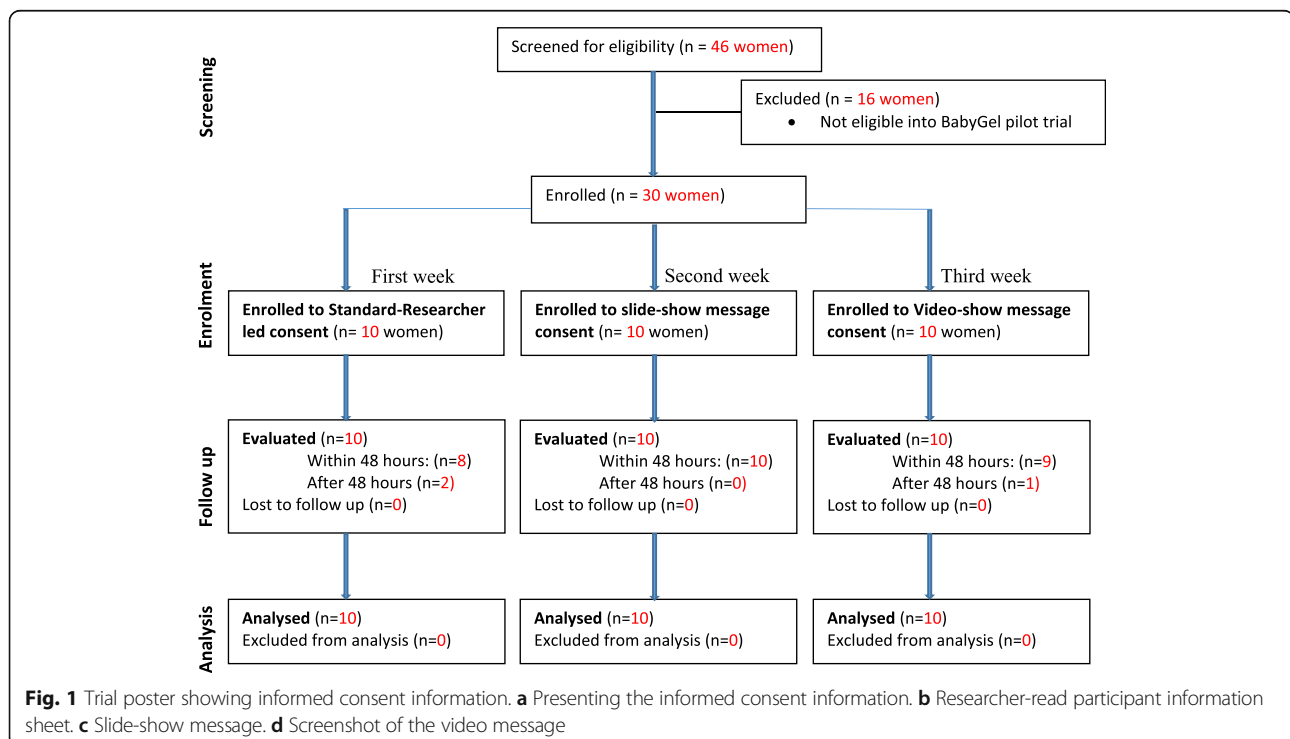 Screening
Screened for eligibility (n = 46 women)
Excluded (n = 16 women)
• Not eligible into BabyGel pilot trial
Enrolment
Enrolled (n = 30 women)
First week
Second week
Third week
Enrolled to Standard-Researcher
led consent (n= 10 women)
Enrolled to slide-show message
consent (n= 10 women)
Enrolled to Video-show message
consent (n= 10 women)
Follow up
Evaluated (n=10)
Within 48 hours: (n=8)
After 48 hours (n=2)
Lost to follow up (n=0)
Evaluated (n=10)
Within 48 hours: (n=10)
After 48 hours (n=0)
Lost to follow up (n=0)
Evaluated (n=10)
Within 48 hours: (n=9)
After 48 hours (n=1)
Lost to follow up (n=0)
Analysis
Analysed (n=10)
Excluded from analysis (n=0)
Analysed (n=10)
Excluded from analysis (n=0)
Analysed (n=10)
Excluded from analysis (n=0)
Fig. 1 Trial poster showing informed consent information. a Presenting the informed consent information. b Researcher-read participant information
sheet. c Slide-show message. d Screenshot of the video message